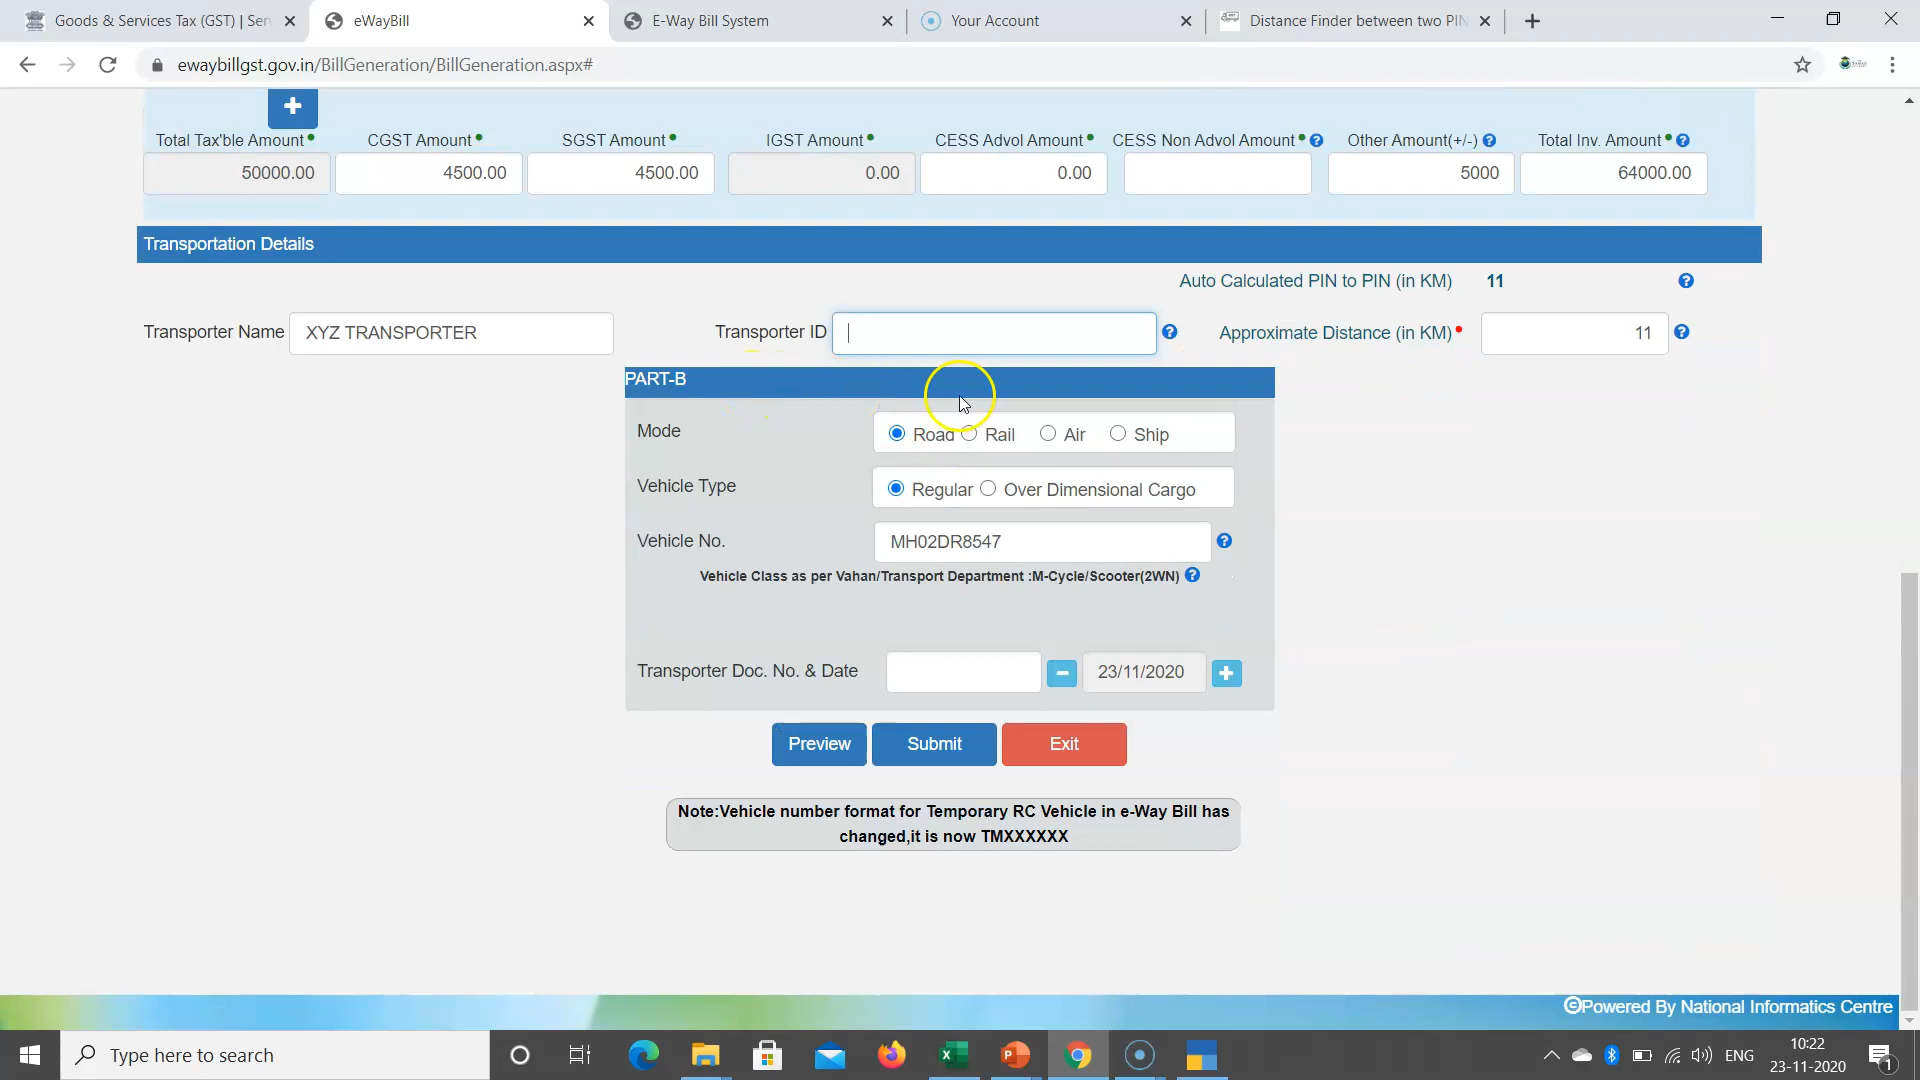 Goods & Services Tax (GST) | Ser
eWayBill
E-Way Bill System
Your Account
Distance Finder between two PIN
ewaybillgst.gov.in/BillGeneration/BillGeneration.aspx#
Total Tax'ble Amount CGST Amount SGST Amount IGST Amount CESS Advol Amount CESS Non Advol Amount Other Amount(+/-) Total Inv. Amount
50000.00 4500.00 4500.00 0.00 0.00 5000 64000.00
Transportation Details
Auto Calculated PIN to PIN (in KM) 11
Transporter Name XYZ TRANSPORTER Transporter ID Approximate Distance (in KM) 11
PART-B
Mode Road Rail Air Ship
Vehicle Type Regular Over Dimensional Cargo
Vehicle No. MH02DR8547
Vehicle Class as per Vahan/Transport Department :M-Cycle/Scooter(2WN)
Transporter Doc. No. & Date 23/11/2020
Preview Submit Exit
Note:Vehicle number format for Temporary RC Vehicle in e-Way Bill has
changed,it is now TMXXXXXX
©Powered By National Informatics Centre
Type here to search
ENG
10:22
23-11-2020
1